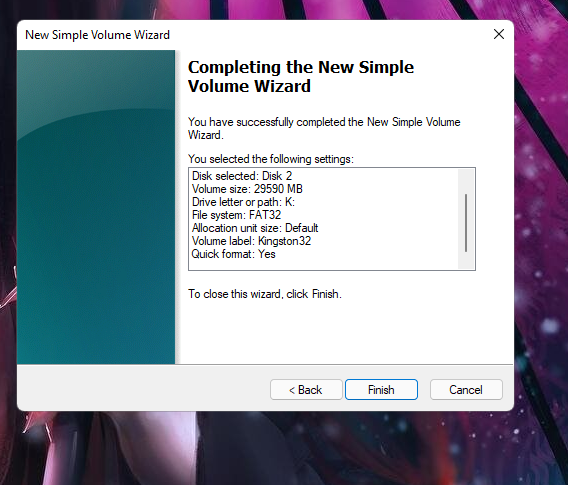 New Simple Volume Wizard
Completing the New Simple
Volume Wizard
You have successfully completed the New Simple Volume
Wizard.
You selected the following settings:
Disk selected: Disk 2
Volume size: 29590 MB
Drive letter or path: K:
File system: FAT32
Allocation unit size: Default
Volume label: Kingston32
Quick format: Yes
To close this wizard, click Finish.
< Back
Finish
Cancel